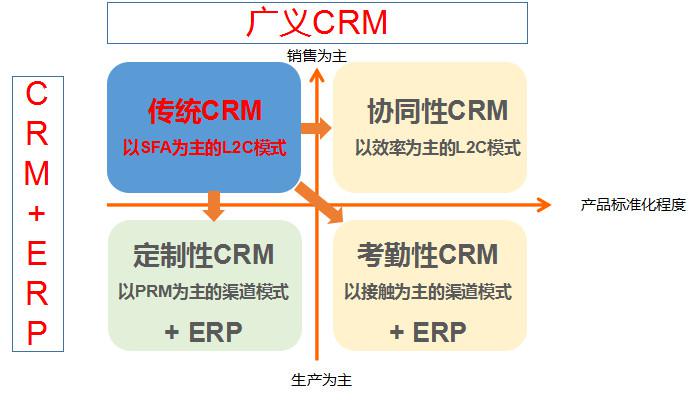 广义CRM
销售为主
C
R
M
+
E
R
P
传统CRM
以SFA为主的L2C模式
协同性CRM
以效率为主的L2C模式
产品标准化程度
定制性CRM
以PRM为主的渠道模式
+ ERP
考勤性CRM
以接触为主的渠道模式
+ ERP
生产为主